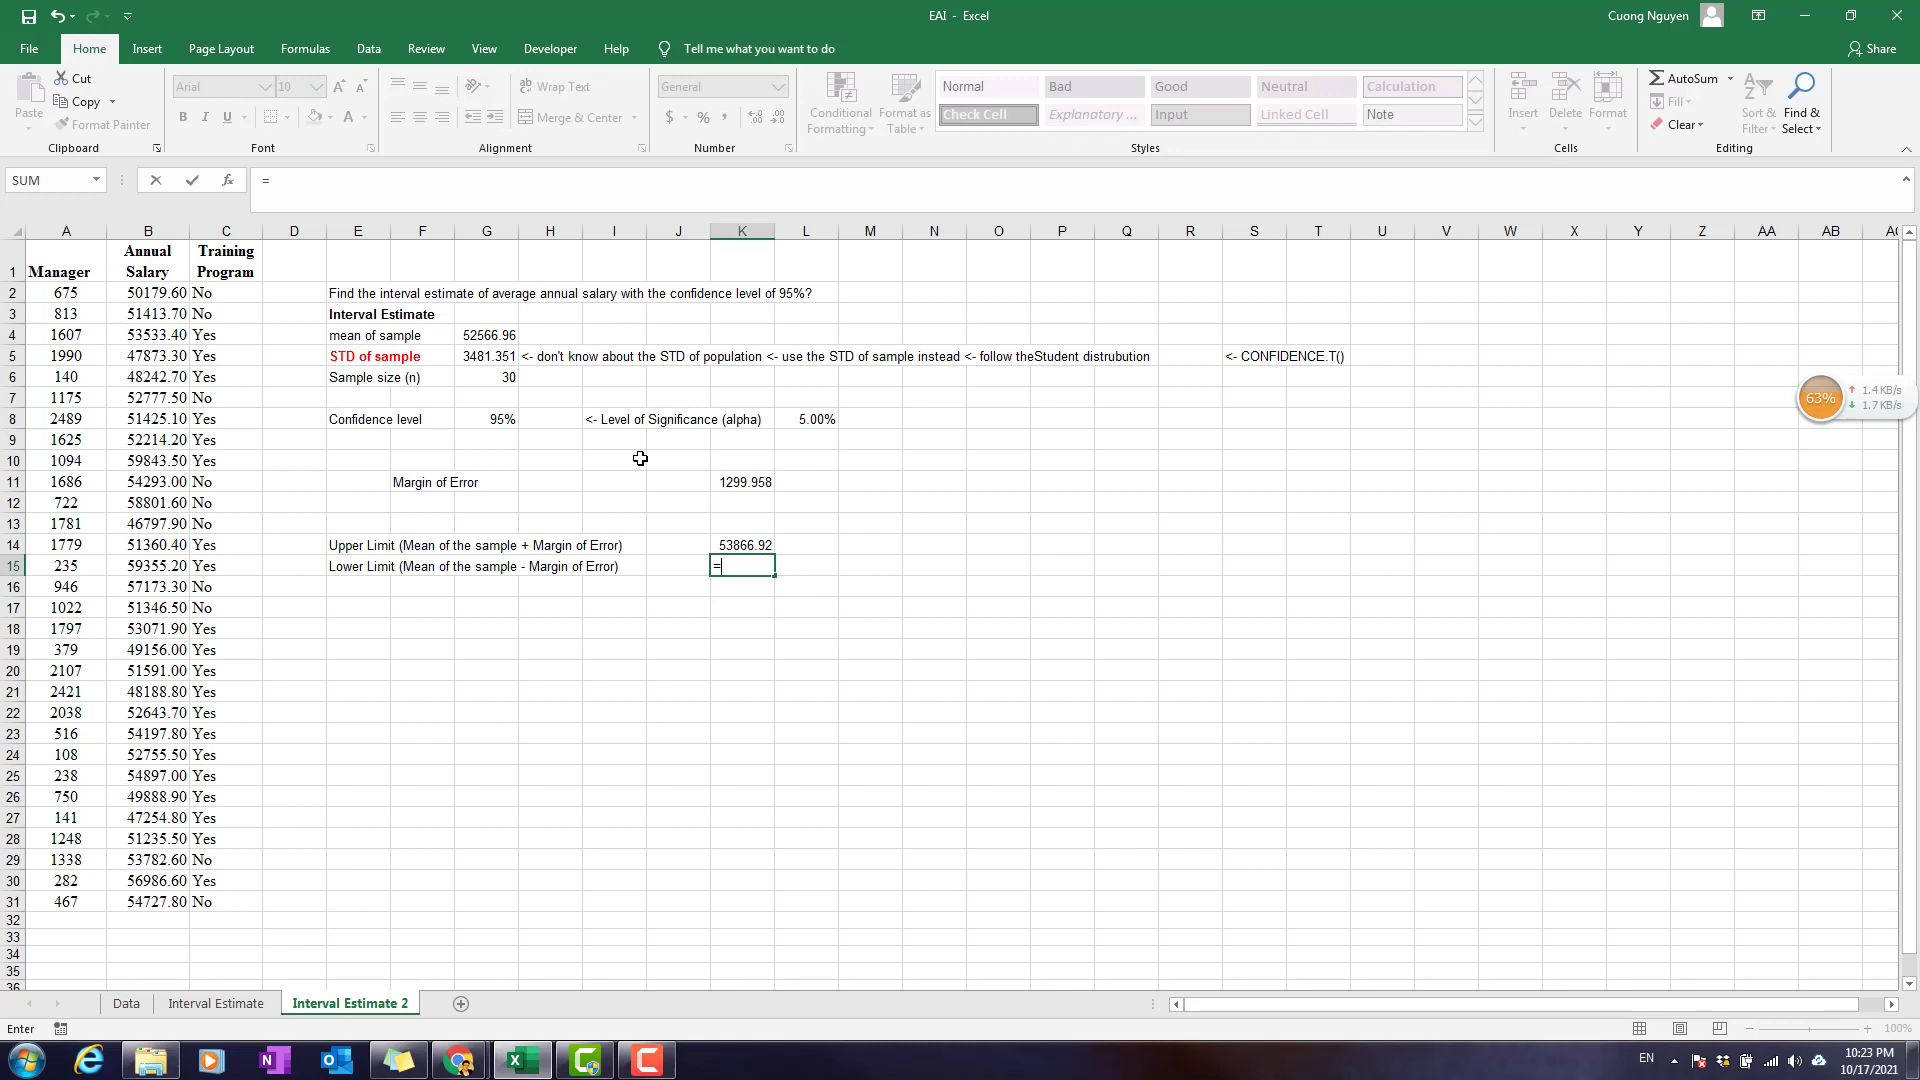 EAI - Excel
Cuong Nguyen
File Home Insert Page Layout Formulas Data Review View Developer Help Tell me what you want to do Share
Paste
Cut
Copy
Format Painter
Clipboard
Arial 10
B I U
Font
Wrap Text
Merge & Center
Alignment
General
$ % ,
Number
Conditional Formatting
Format as Table
Normal Bad Good Neutral Calculation
Check Cell Explanatory ... Input Linked Cell Note
Styles
Insert Delete Format
Cells
AutoSum
Fill
Clear
Sort & Filter
Find & Select
Editing
SUM fx =
A B C D E F G H I J K L M N O P Q R S T U V W X Y Z AA AB AC
1 Manager Annual Salary Training Program
2 675 50179.60 No Find the interval estimate of average annual salary with the confidence level of 95%?
3 813 51413.70 No Interval Estimate
4 1607 53533.40 Yes mean of sample 52566.96
5 1990 47873.30 Yes STD of sample 3481.351 <- don't know about the STD of population <- use the STD of sample instead <- follow theStudent distrubution <- CONFIDENCE.T()
6 140 48242.70 Yes Sample size (n) 30
7 1175 52777.50 No
8 2489 51425.10 Yes Confidence level 95% <- Level of Significance (alpha) 5.00%
9 1625 52214.20 Yes
10 1094 59843.50 Yes
11 1686 54293.00 No Margin of Error 1299.958
12 722 58801.60 No
13 1781 46797.90 No
14 1779 51360.40 Yes Upper Limit (Mean of the sample + Margin of Error) 53866.92
15 235 59355.20 Yes Lower Limit (Mean of the sample - Margin of Error) =
16 946 57173.30 No
17 1022 51346.50 No
18 1797 53071.90 Yes
19 379 49156.00 Yes
20 2107 51591.00 Yes
21 2421 48188.80 Yes
22 2038 52643.70 Yes
23 516 54197.80 Yes
24 108 52755.50 Yes
25 238 54897.00 Yes
26 750 49888.90 Yes
27 141 47254.80 Yes
28 1248 51235.50 Yes
29 1338 53782.60 No
30 282 56986.60 Yes
31 467 54727.80 No
32
33
34
35
36
63% 1.4 KB/s
1.7 KB/s
Data Interval Estimate Interval Estimate 2
Enter 100%
EN
10:23 PM
10/17/2021